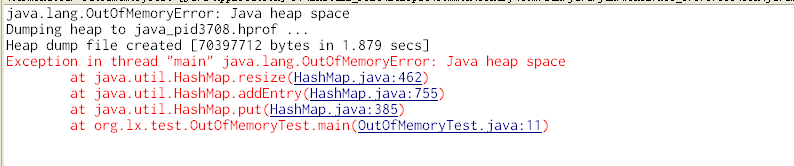 java.lang.OutOfMemoryError: Java heap space
Dumping heap to java_pid3708.hprof ...
Heap dump file created [70397712 bytes in 1.879 secs]
Exception in thread "main" java.lang.OutOfMemoryError: Java heap space
at java.util.HashMap.resize(HashMap.java:462)
at java.util.HashMap.addEntry(HashMap.java:755)
at java.util.HashMap.put(HashMap.java:385)
at org.lx.test.OutOfMemoryTest.main(OutOfMemoryTest.java:11)